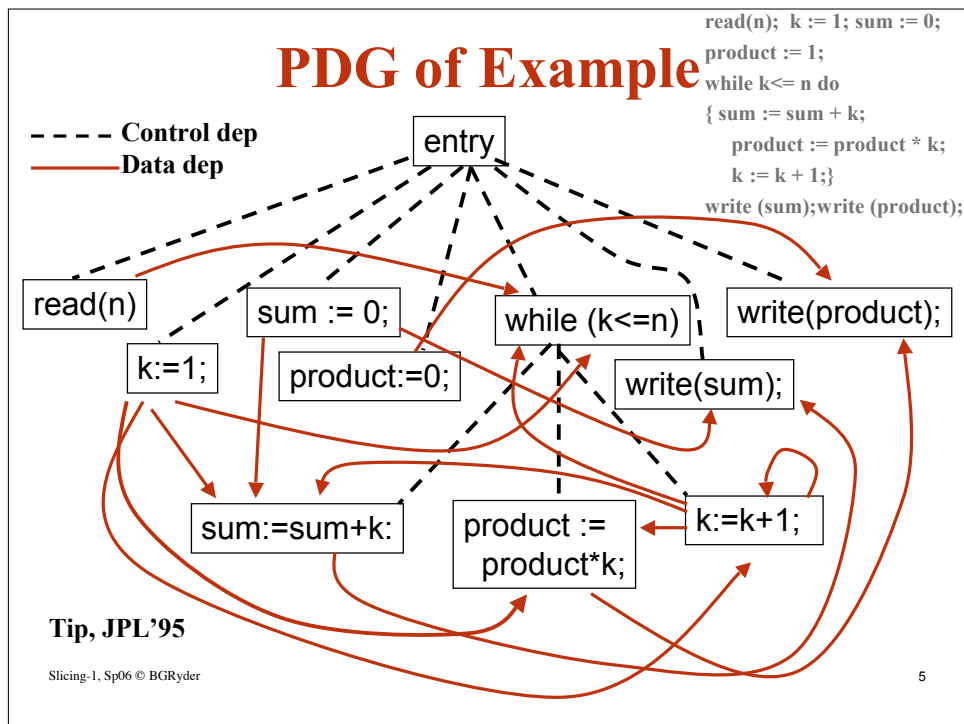 PDG of Example
read(n); k := 1; sum := 0;
product := 1;
while k<= n do
{ sum := sum + k;
product := product * k;
k := k + 1;}
write (sum);write (product);
Control dep
Data dep
entry
read(n)
sum := 0;
while (k<=n)
write(product);
k:=1;
product:=0;
write(sum);
sum:=sum+k:
product :=
product*k;
k:=k+1;
Tip, JPL’95
Slicing-1, Sp06 © BGRyder
5